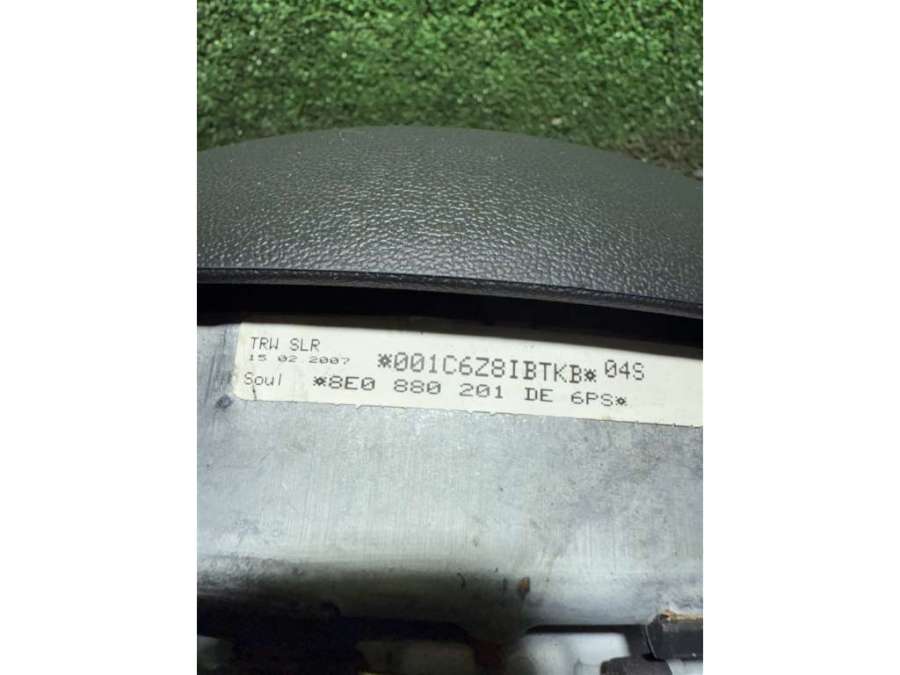 TRW SLR
15 02 2007
*001C6Z8IBTKB* 04S
Soul *8E0 880 201 DE 6PS*